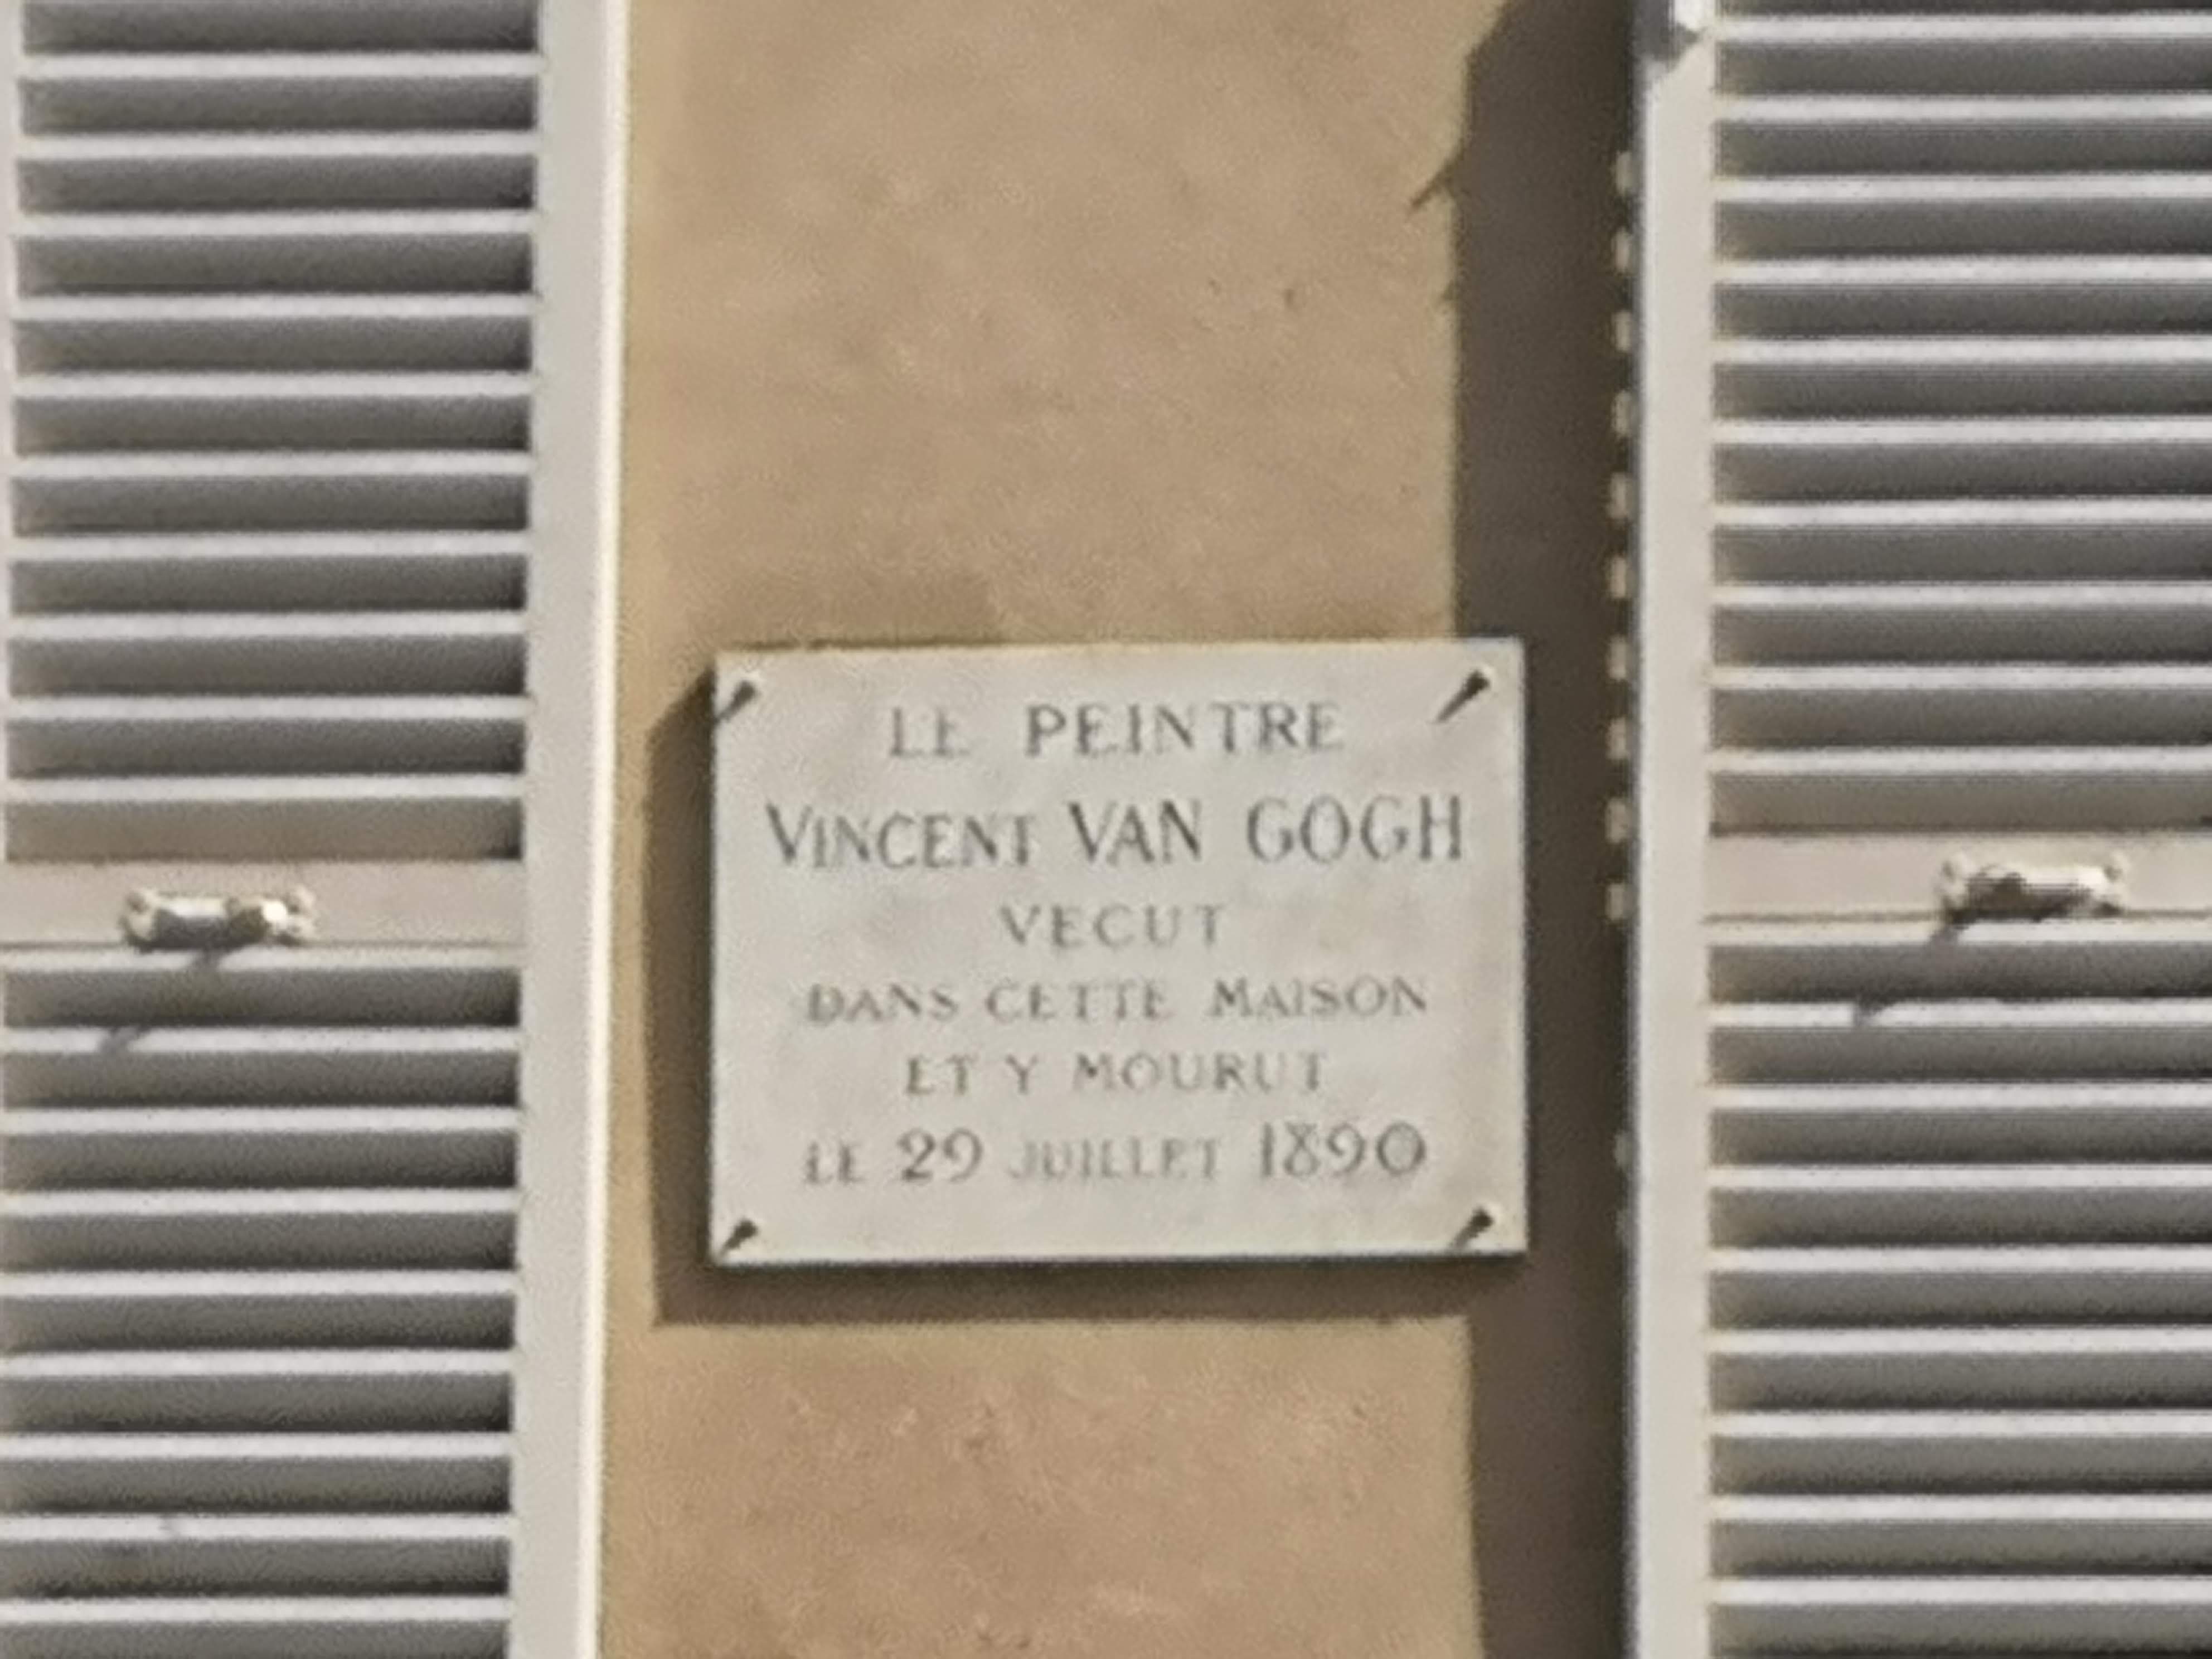 LE PEINTRE
VINCENT VAN GOGH
VECUT
DANS CETTE MAISON
ET Y MOURUT
LE 29 JUILLET 1890